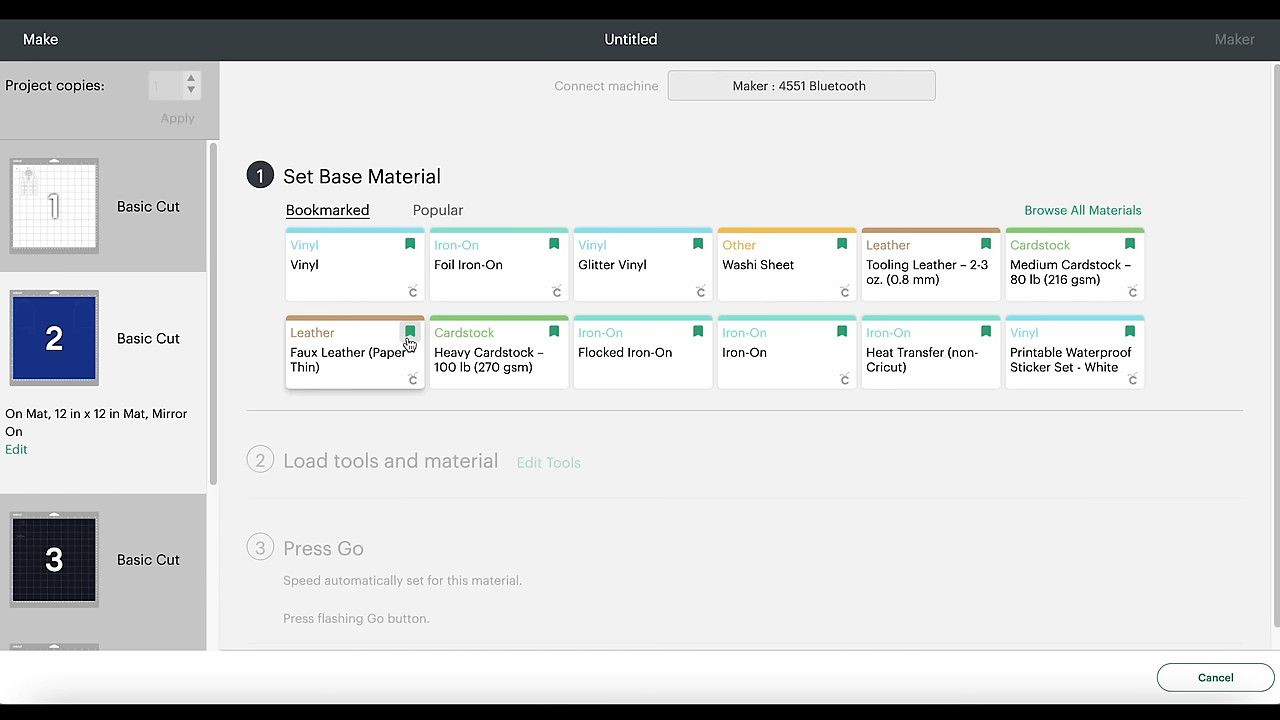 Make
Untitled
Maker
Project copies:
Apply
Connect machine
Maker : 4551 Bluetooth
1
Basic Cut
2
Basic Cut
On Mat, 12 in x 12 in Mat, Mirror
On
Edit
3
Basic Cut
1 Set Base Material
Bookmarked
Popular
Browse All Materials
Vinyl
Vinyl
Iron-On
Foil Iron-On
Vinyl
Glitter Vinyl
Other
Washi Sheet
Leather
Tooling Leather – 2-3
oz. (0.8 mm)
Cardstock
Medium Cardstock –
80 lb (216 gsm)
Leather
Faux Leather (Paper
Thin)
Cardstock
Heavy Cardstock –
100 lb (270 gsm)
Iron-On
Flocked Iron-On
Iron-On
Iron-On
Iron-On
Heat Transfer (non-
Cricut)
Vinyl
Printable Waterproof
Sticker Set - White
2 Load tools and material
Edit Tools
3 Press Go
Speed automatically set for this material.
Press flashing Go button.
Cancel